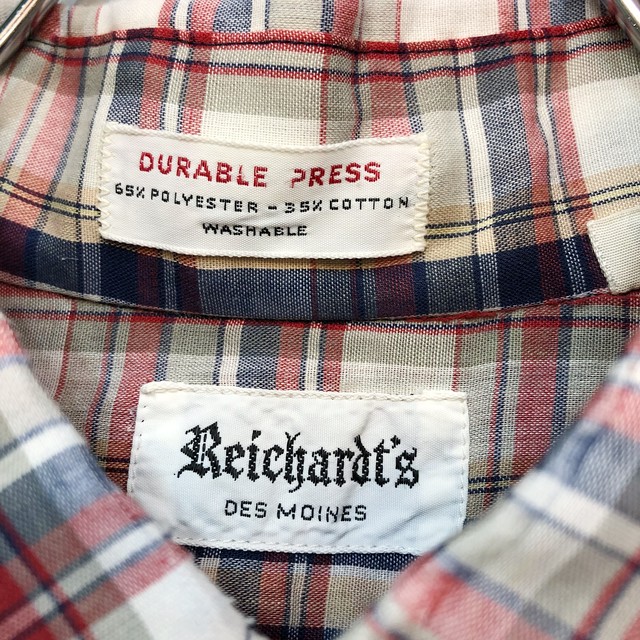 DURABLE PRESS
65% POLYESTER - 35% COTTON
WASHABLE
Reichardt's
DES MOINES